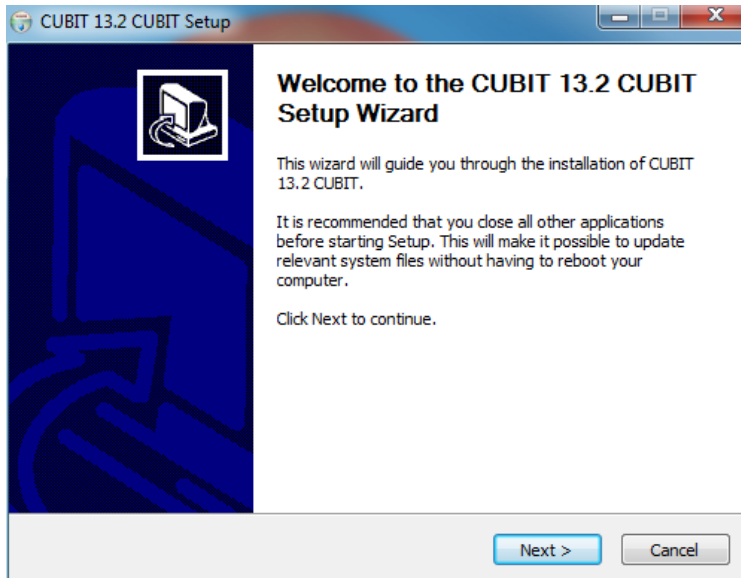 CUBIT 13.2 CUBIT Setup
Welcome to the CUBIT 13.2 CUBIT
Setup Wizard
This wizard will guide you through the installation of CUBIT
13.2 CUBIT.
It is recommended that you close all other applications
before starting Setup. This will make it possible to update
relevant system files without having to reboot your
computer.
Click Next to continue.
Next >
Cancel